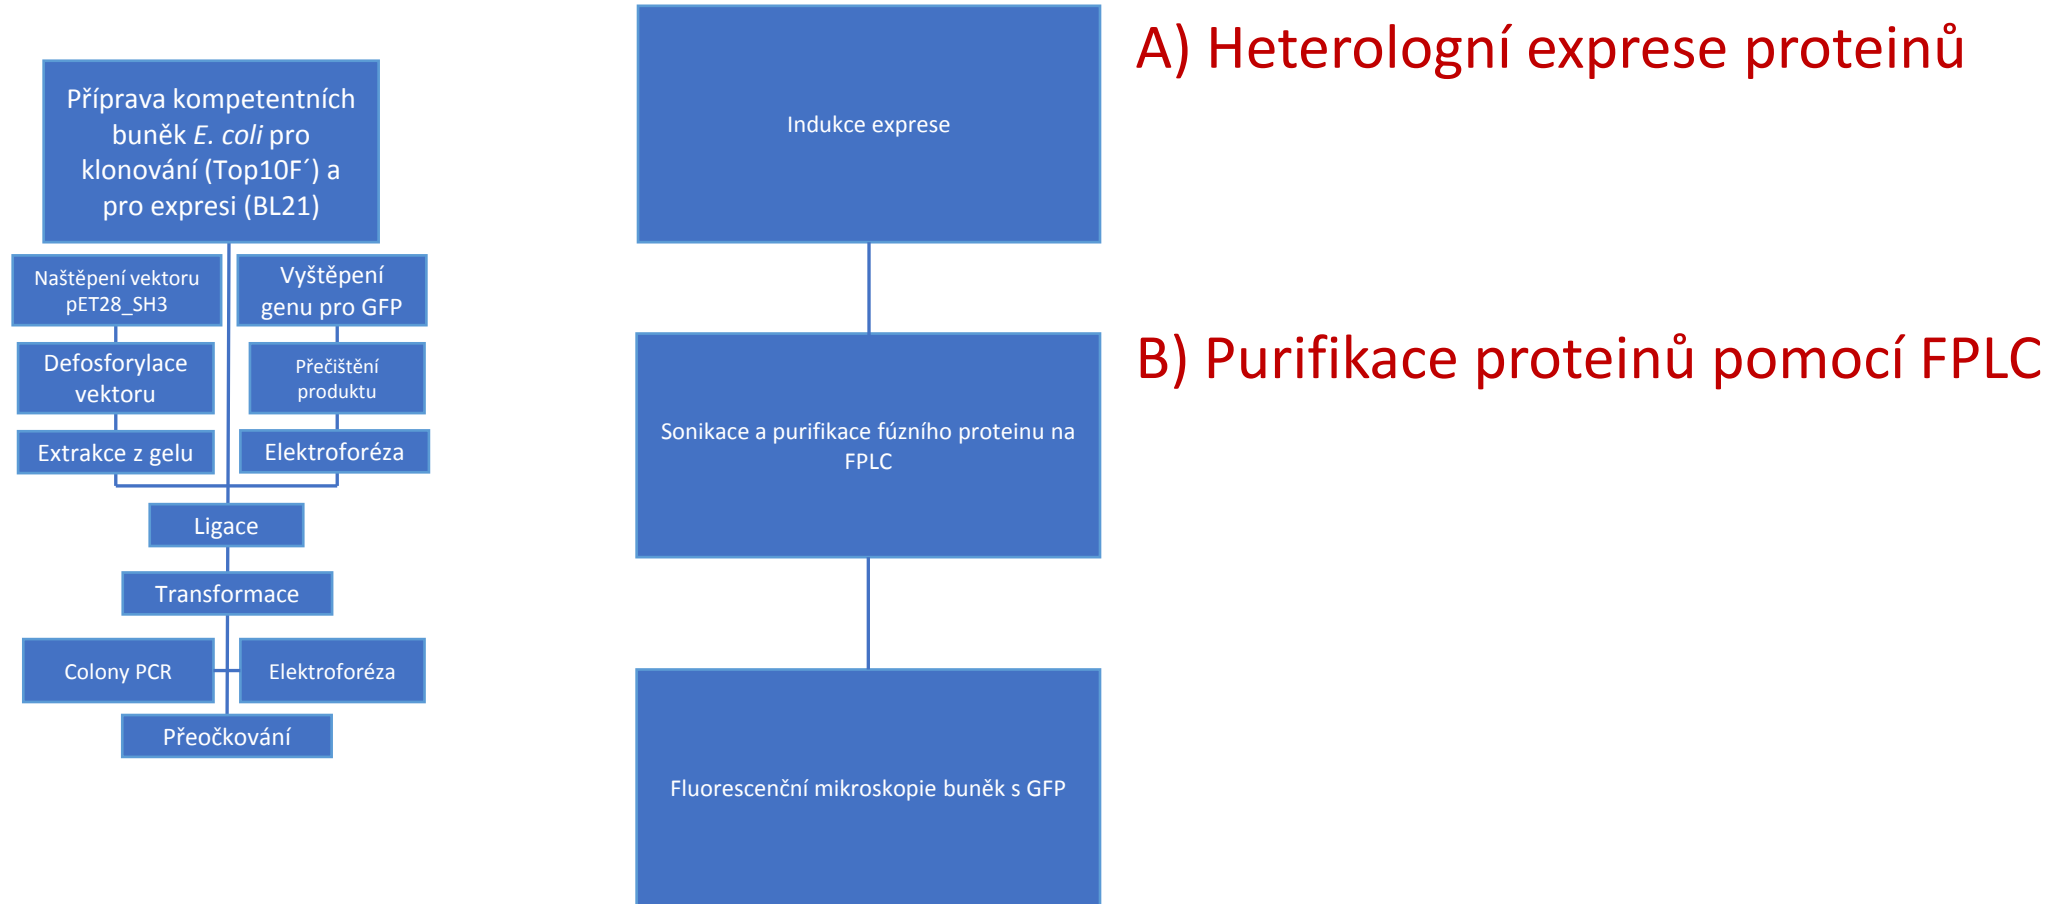 Příprava kompetentních
buněk E. coli pro
klonování (Top10F´) a
pro expresi (BL21)
Naštěpení vektoru
pET28_SH3
Vyštěpení
genu pro GFP
Defosforylace
vektoru
Přečištění
produktu
Extrakce z gelu
Elektroforéza
Ligace
Transformace
Colony PCR
Elektroforéza
Přeočkování
Indukce exprese
A) Heterologní exprese proteinů
Sonikace a purifikace fúzního proteinu na
FPLC
B) Purifikace proteinů pomocí FPLC
Fluorescenční mikroskopie buněk s GFP